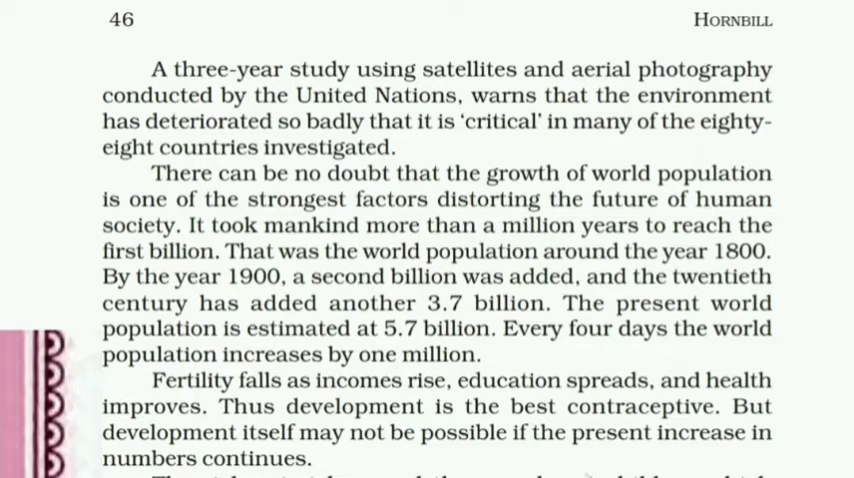 46 HORNBILL
A three-year study using satellites and aerial photography
conducted by the United Nations, warns that the environment
has deteriorated so badly that it is ‘critical’ in many of the eighty-
eight countries investigated.
There can be no doubt that the growth of world population
is one of the strongest factors distorting the future of human
society. It took mankind more than a million years to reach the
first billion. That was the world population around the year 1800.
By the year 1900, a second billion was added, and the twentieth
century has added another 3.7 billion. The present world
population is estimated at 5.7 billion. Every four days the world
population increases by one million.
Fertility falls as incomes rise, education spreads, and health
improves. Thus development is the best contraceptive. But
development itself may not be possible if the present increase in
numbers continues.